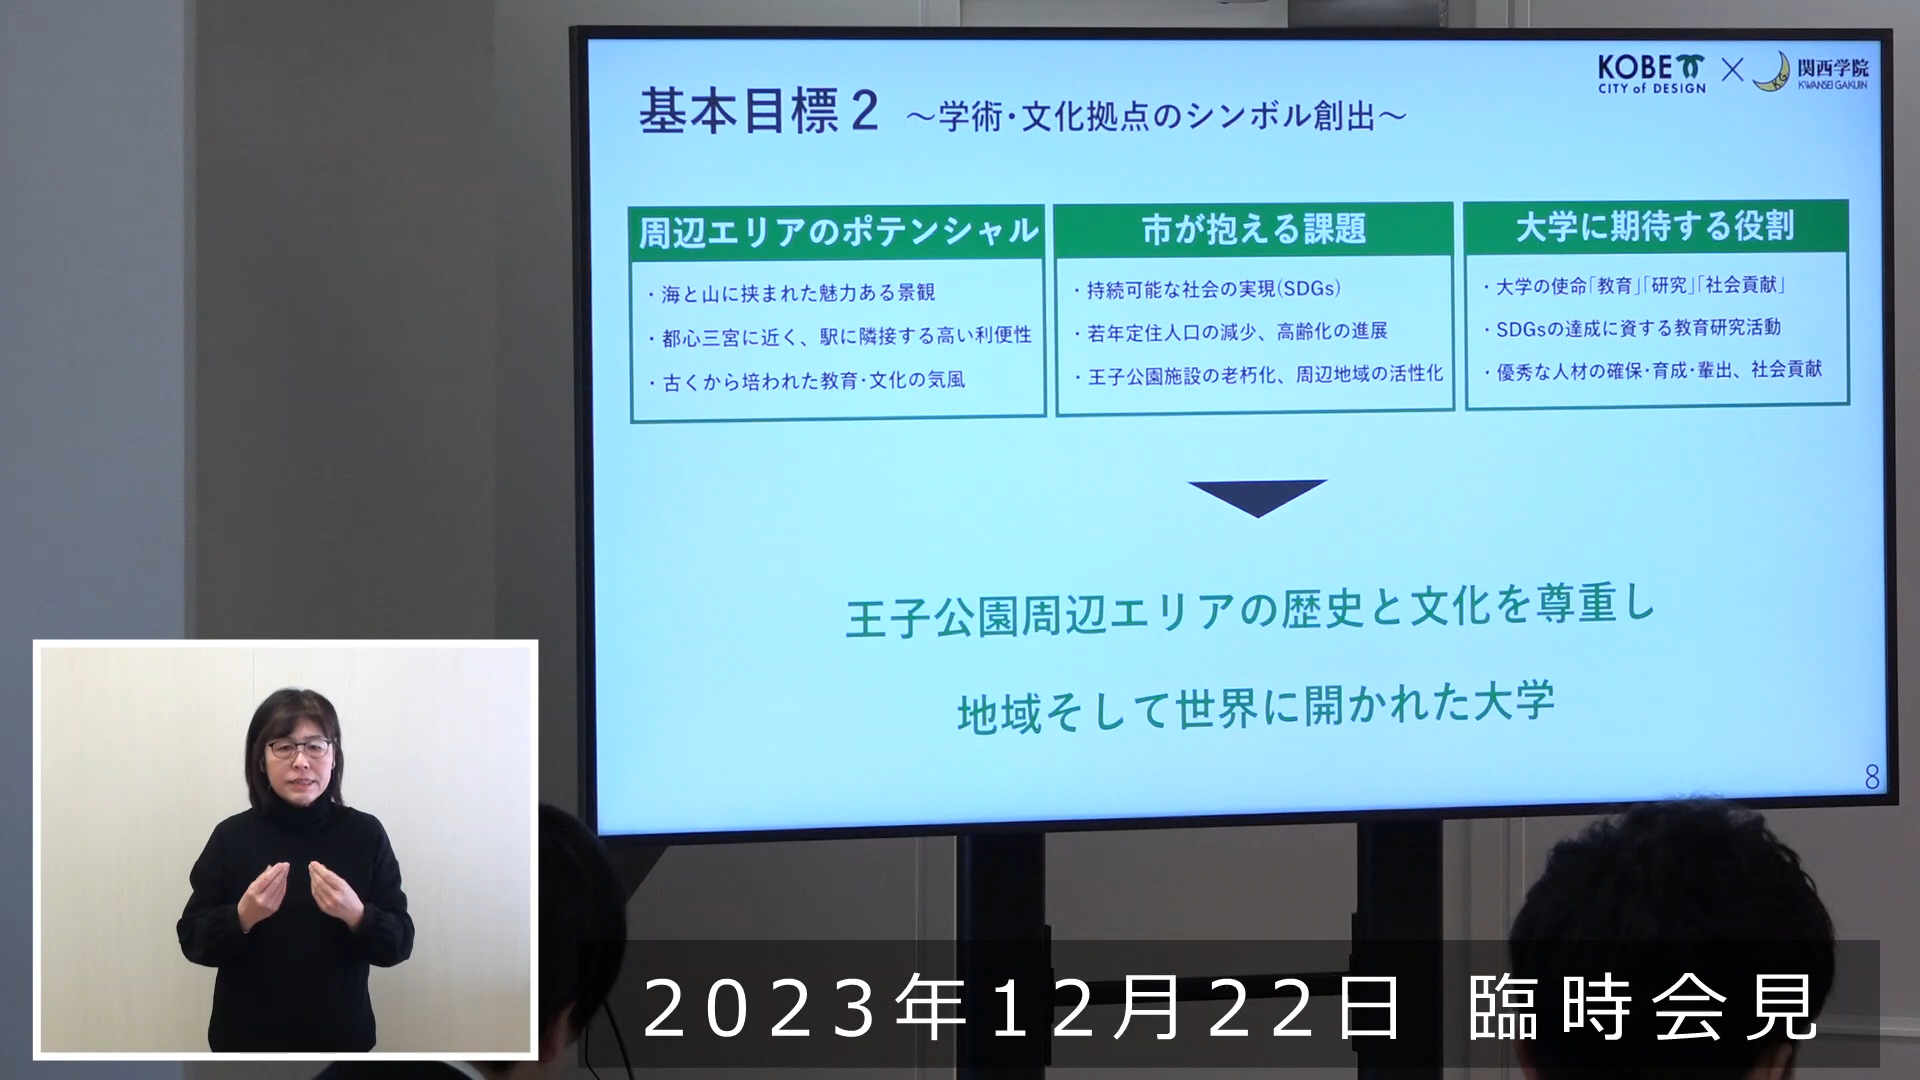 KOBE
CITY of DESIGN
×
KG
関西学院
KWANSEI GAKUIN
基本目標2 ～学術・文化拠点のシンボル創出～
周辺エリアのポテンシャル
・海と山に挟まれた魅力ある景観
・都心三宮に近く、駅に隣接する高い利便性
・古くから培われた教育・文化の気風
市が抱える課題
・持続可能な社会の実現(SDGs)
・若年定住人口の減少、高齢化の進展
・王子公園施設の老朽化、周辺地域の活性化
大学に期待する役割
・大学の使命「教育」「研究」「社会貢献」
・SDGsの達成に資する教育研究活動
・優秀な人材の確保・育成・輩出、社会貢献
王子公園周辺エリアの歴史と文化を尊重し
地域そして世界に開かれた大学
8
2023年12月22日 臨時会見